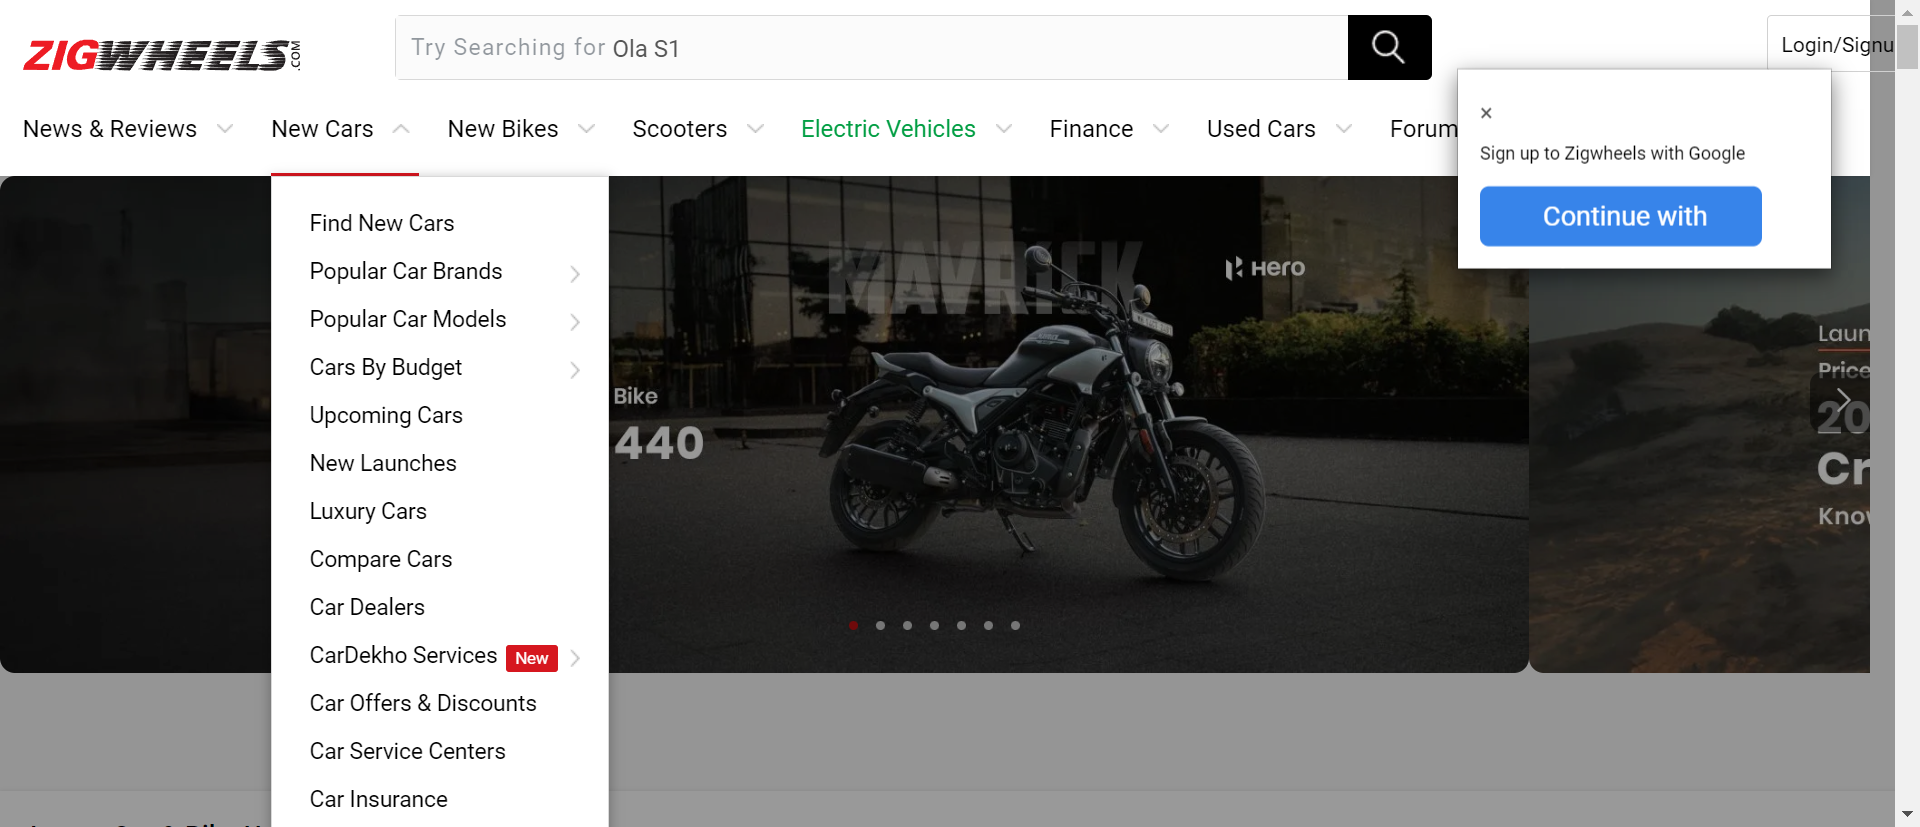 ZIGWHEELS.COM
Try Searching for Ola S1
Login/Signu
News & Reviews
New Cars
New Bikes
Scooters
Electric Vehicles
Finance
Used Cars
Forum
×
Sign up to Zigwheels with Google
Continue with
Find New Cars
Popular Car Brands
Popular Car Models
Cars By Budget
Upcoming Cars
New Launches
Luxury Cars
Compare Cars
Car Dealers
CarDekho Services New
Car Offers & Discounts
Car Service Centers
Car Insurance
MAVRICK
Hero
Bike
440
Laun
Price
20
Cr
Know